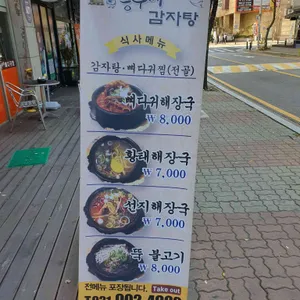 감자탕
식사메뉴
감자탕·뼈다귀찜(전골)
뼈다귀해장국
₩ 8,000
황태해장국
₩ 7,000
선지해장국
₩ 7,000
뚝 불고기
₩ 8,000
전메뉴 포장됩니다. Take out